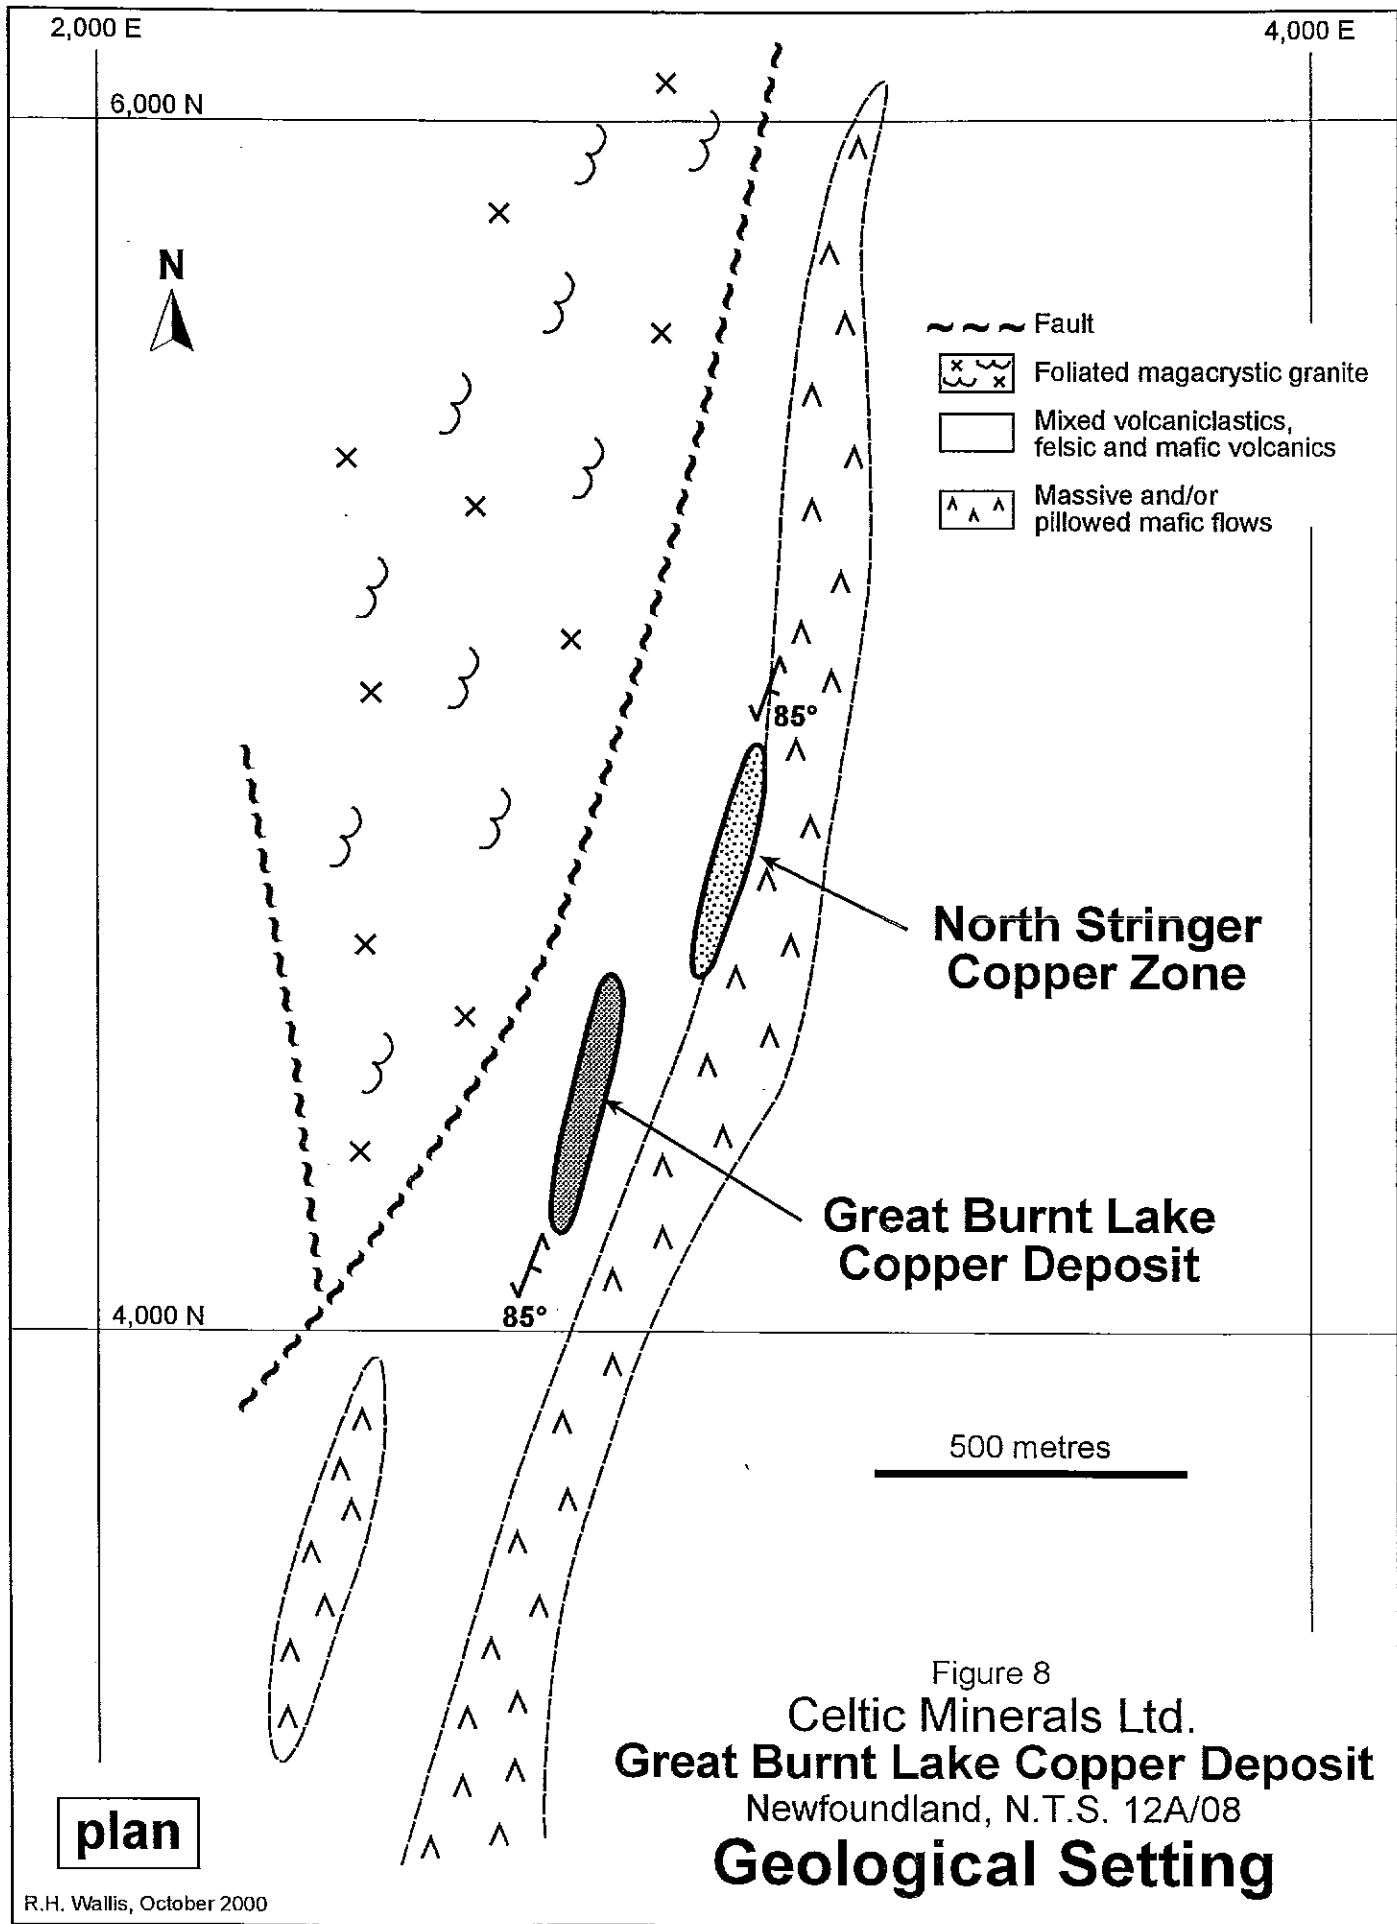 2,000 E
4,000 E
6,000 N
N
Fault
Foliated magacrystic granite
Mixed volcaniclastics,
felsic and mafic volcanics
Massive and/or
pillowed mafic flows
85°
North Stringer
Copper Zone
Great Burnt Lake
Copper Deposit
85°
4,000 N
500 metres
Figure 8
Celtic Minerals Ltd.
Great Burnt Lake Copper Deposit
Newfoundland, N.T.S. 12A/08
Geological Setting
plan
R.H. Wallis, October 2000